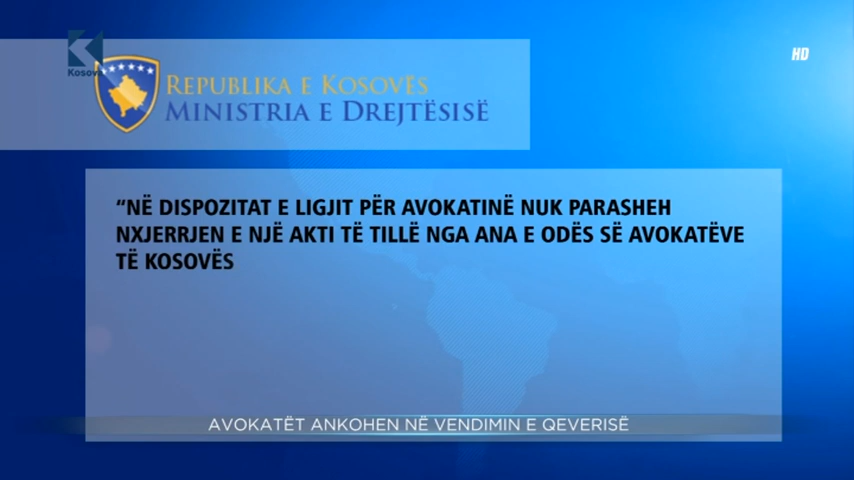 Kosova
HD
REPUBLIKA E KOSOVËS
MINISTRIA E DREJTËSISË
“NË DISPOZITAT E LIGJIT PËR AVOKATINË NUK PARASHEH
NXJERRJEN E NJË AKTI TË TILLË NGA ANA E ODËS SË AVOKATËVE
TË KOSOVËS
AVOKATËT ANKOHEN NË VENDIMIN E QEVERISË